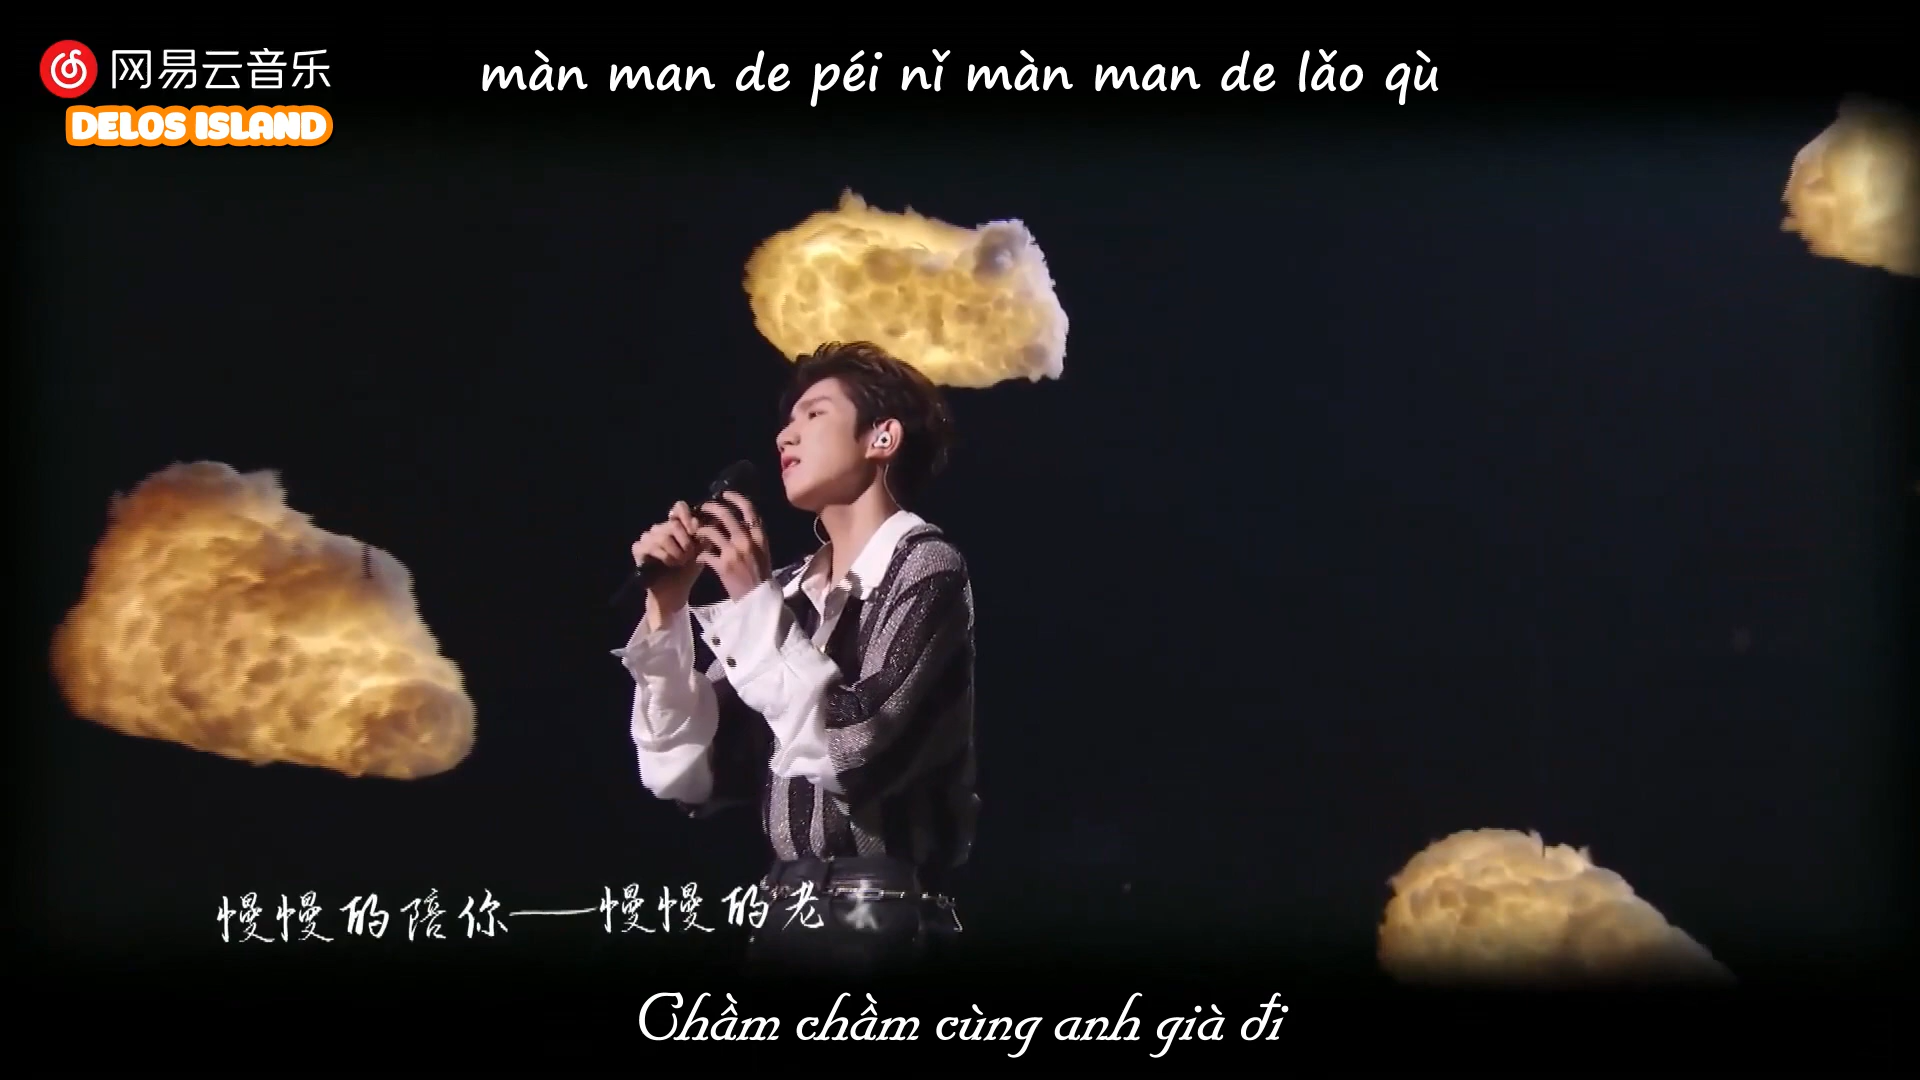 网易云音乐
DELOS ISLAND
màn man de péi nǐ màn man de lǎo qù
慢慢的陪你——慢慢的老去
Chầm chầm cùng anh già đi